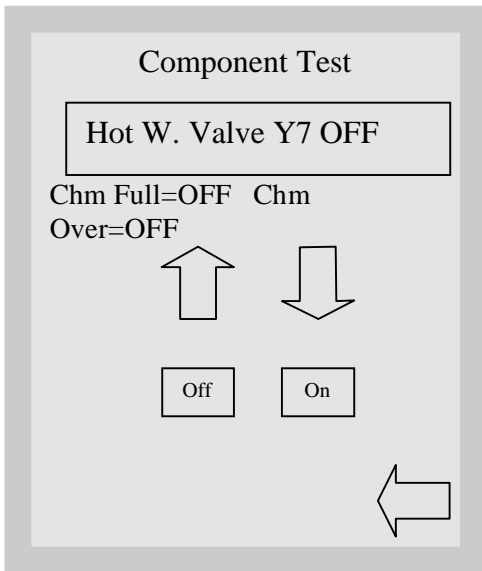 Component Test
Hot W. Valve Y7 OFF
Chm Full=OFF Chm
Over=OFF
Off On